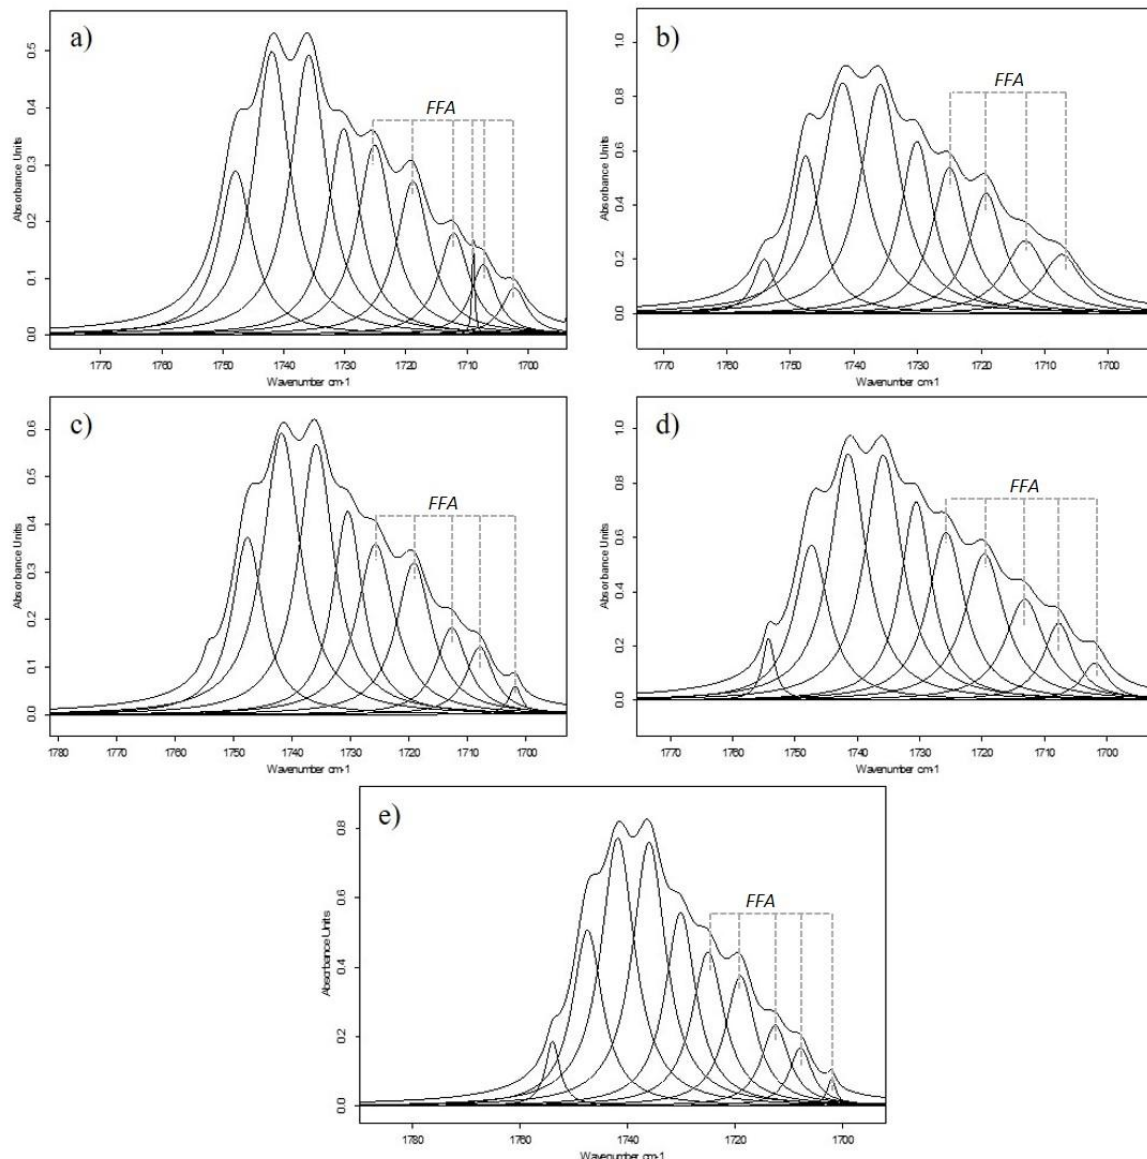 a)
FFA
Absorbance Units
0.0 0.1 0.2 0.3 0.4 0.5
1770 1760 1750 1740 1730 1720 1710 1700
Wavenumber cm-1
b)
FFA
Absorbance Units
0.0 0.2 0.4 0.6 0.8 1.0
1770 1760 1750 1740 1730 1720 1710 1700
Wavenumber cm-1
c)
FFA
Absorbance Units
0.0 0.1 0.2 0.3 0.4 0.5 0.6
1780 1770 1760 1750 1740 1730 1720 1710 1700
Wavenumber cm-1
d)
FFA
Absorbance Units
0.0 0.2 0.4 0.6 0.8 1.0
1770 1760 1750 1740 1730 1720 1710 1700
Wavenumber cm-1
e)
FFA
Absorbance Units
0.0 0.2 0.4 0.6 0.8
1780 1760 1740 1720 1700
Wavenumber cm-1